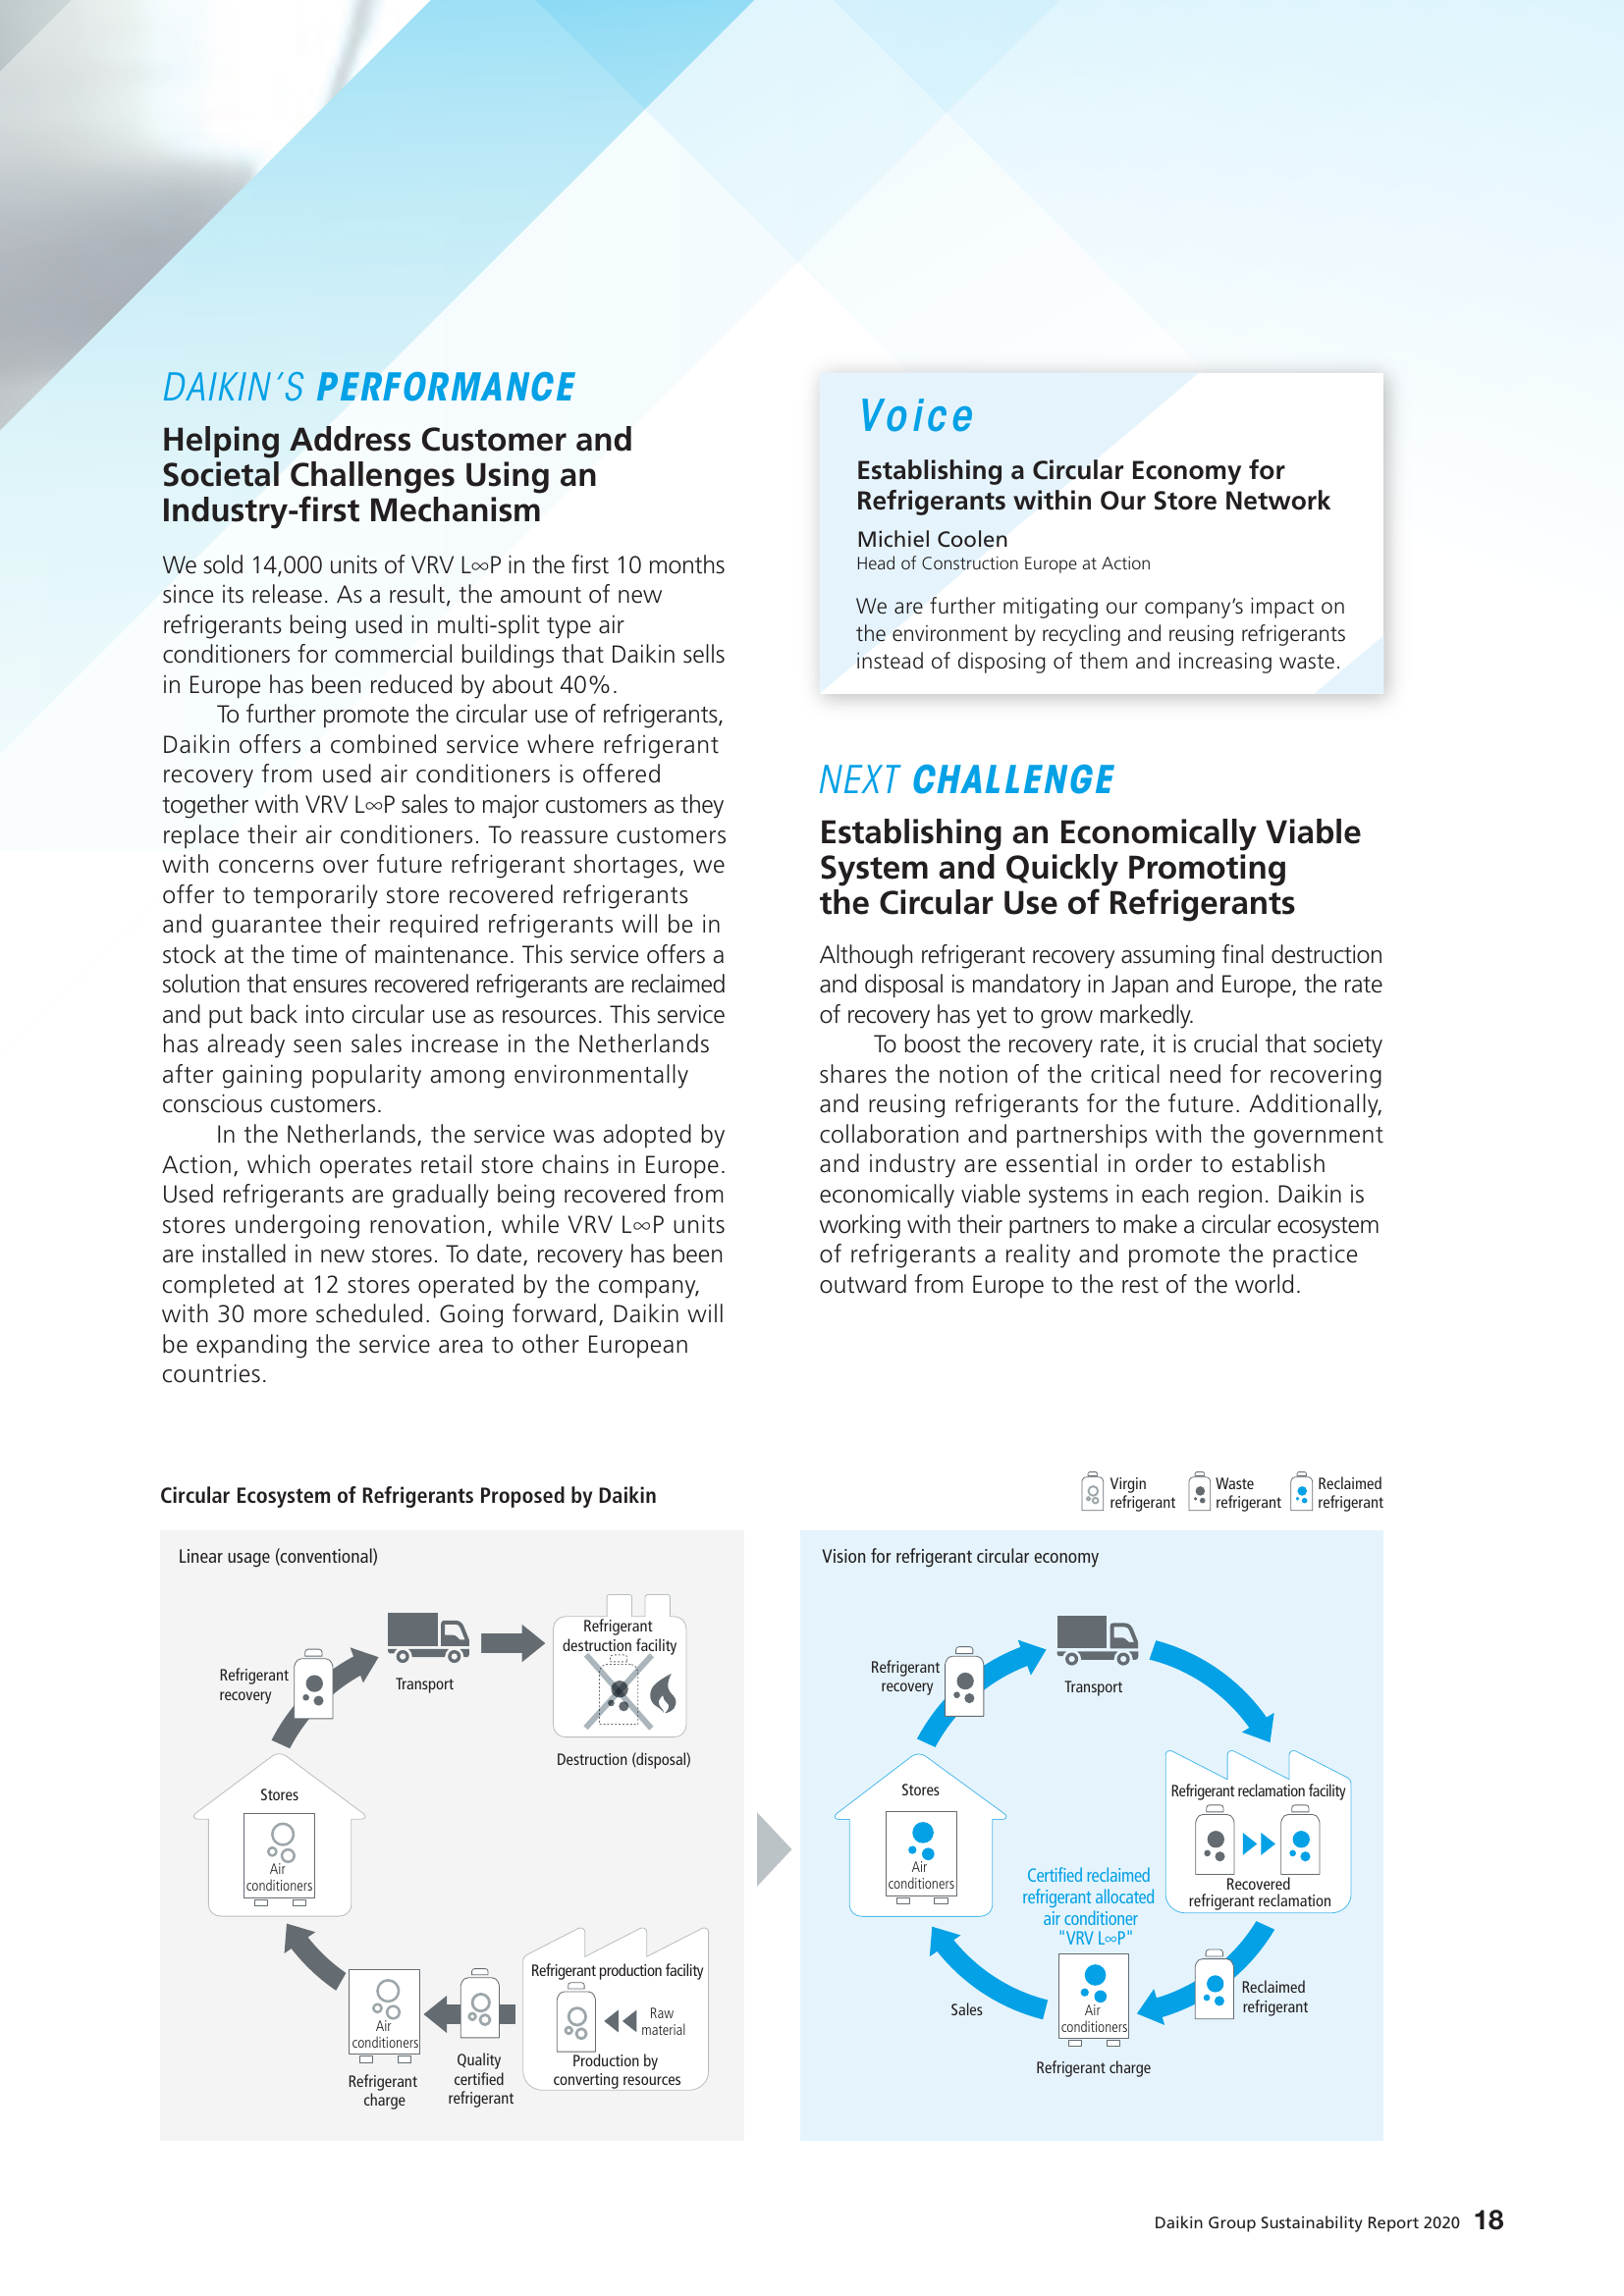 DAIKIN'S PERFORMANCE
Helping Address Customer and
Societal Challenges Using an
Industry-first Mechanism
We sold 14,000 units of VRV L∞P in the first 10 months
since its release. As a result, the amount of new
refrigerants being used in multi-split type air
conditioners for commercial buildings that Daikin sells
in Europe has been reduced by about 40%.
To further promote the circular use of refrigerants,
Daikin offers a combined service where refrigerant
recovery from used air conditioners is offered
together with VRV L∞P sales to major customers as they
replace their air conditioners. To reassure customers
with concerns over future refrigerant shortages, we
offer to temporarily store recovered refrigerants
and guarantee their required refrigerants will be in
stock at the time of maintenance. This service offers a
solution that ensures recovered refrigerants are reclaimed
and put back into circular use as resources. This service
has already seen sales increase in the Netherlands
after gaining popularity among environmentally
conscious customers.
In the Netherlands, the service was adopted by
Action, which operates retail store chains in Europe.
Used refrigerants are gradually being recovered from
stores undergoing renovation, while VRV L∞P units
are installed in new stores. To date, recovery has been
completed at 12 stores operated by the company,
with 30 more scheduled. Going forward, Daikin will
be expanding the service area to other European
countries.
Voice
Establishing a Circular Economy for
Refrigerants within Our Store Network
Michiel Coolen
Head of Construction Europe at Action
We are further mitigating our company's impact on
the environment by recycling and reusing refrigerants
instead of disposing of them and increasing waste.
NEXT CHALLENGE
Establishing an Economically Viable
System and Quickly Promoting
the Circular Use of Refrigerants
Although refrigerant recovery assuming final destruction
and disposal is mandatory in Japan and Europe, the rate
of recovery has yet to grow markedly.
To boost the recovery rate, it is crucial that society
shares the notion of the critical need for recovering
and reusing refrigerants for the future. Additionally,
collaboration and partnerships with the government
and industry are essential in order to establish
economically viable systems in each region. Daikin is
working with their partners to make a circular ecosystem
of refrigerants a reality and promote the practice
outward from Europe to the rest of the world.
Circular Ecosystem of Refrigerants Proposed by Daikin
Virgin
refrigerant
Waste
refrigerant
Reclaimed
refrigerant
Linear usage (conventional)
Refrigerant
recovery
Transport
Refrigerant
destruction facility
Destruction (disposal)
Stores
Air
conditioners
Air
conditioners
Refrigerant
charge
Quality
certified
refrigerant
Refrigerant production facility
Raw
material
Production by
converting resources
Vision for refrigerant circular economy
Refrigerant
recovery
Transport
Stores
Air
conditioners
Refrigerant reclamation facility
Recovered
refrigerant reclamation
Certified reclaimed
refrigerant allocated
air conditioner
"VRV L∞P"
Air
conditioners
Sales
Reclaimed
refrigerant
Refrigerant charge
Daikin Group Sustainability Report 2020 18